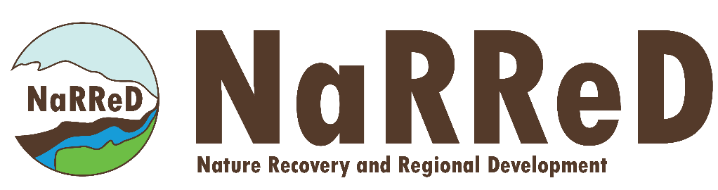 NaRReD
NaRReD
Nature Recovery and Regional Development